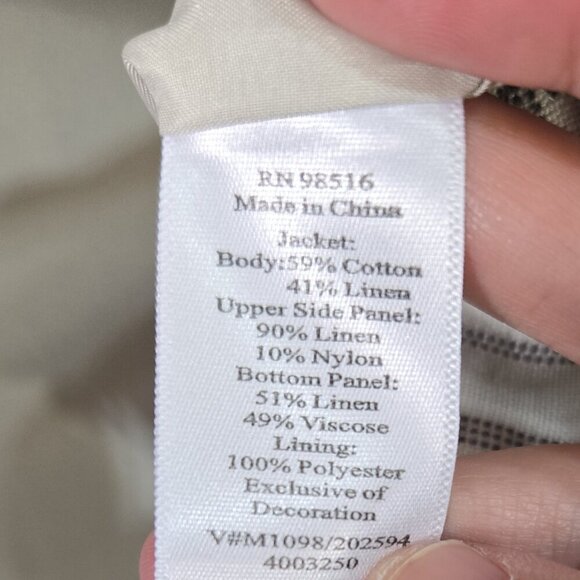 RN 98516
Made in China
Jacket:
Body:59% Cotton
41% Linen
Upper Side Panel:
90% Linen
10% Nylon
Bottom Panel:
51% Linen
49% Viscose
Lining:
100% Polyester
Exclusive of
Decoration
V#M1098/202594
4003250